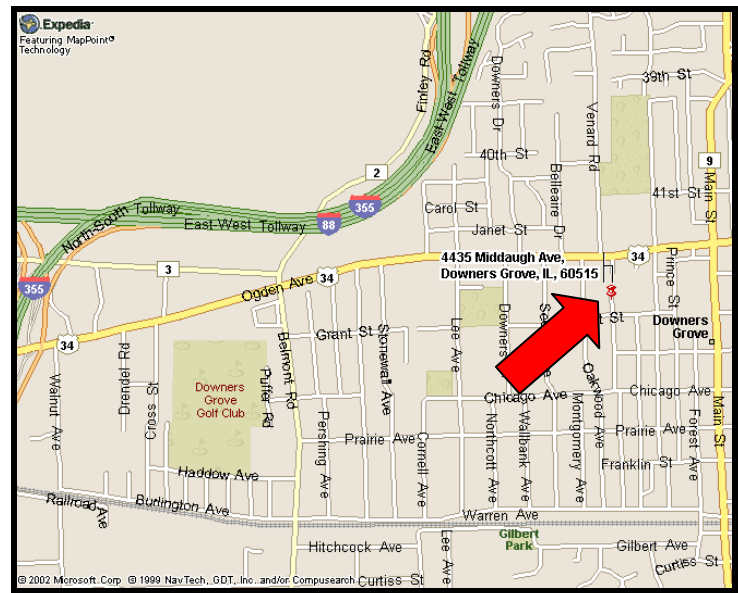 Expedia
Featuring MapPoint®
Technology
Finley Rd
East-West Tollway
Downers Dr
Venard Rd
39th St
40th St
2
9
Main St
Belleaire Dr
41st St
355
Carol St
North-South Tollway
East-West Tollway
88
Janet St
4435 Middaugh Ave,
Downers Grove, IL, 60515
34
Prince St
3
Ogden Ave
34
355
Grant St
Stonewall Ave
Lee Ave
St
Downers
Grove
34
Belmont Rd
Walnut Ave
Drendel Rd
Cross St
Downers
Grove
Golf Club
Puffer Rd
Pershing Ave
Chicago Ave
Oakwood Ave
Chicago Ave
Main St
Prairie Ave
Cornell Ave
Northcott Ave
Wallbank Ave
Montgomery Ave
Prairie Ave
Forest Ave
Franklin St
Haddow Ave
Railroad Ave
Burlington Ave
Warren Ave
Gilbert
Park
Hitchcock Ave
Lee Ave
Gilbert Ave
Curtiss St
Curtiss St
© 2002 Microsoft Corp © 1999 NavTech, GDT, Inc. and/or Compusearch